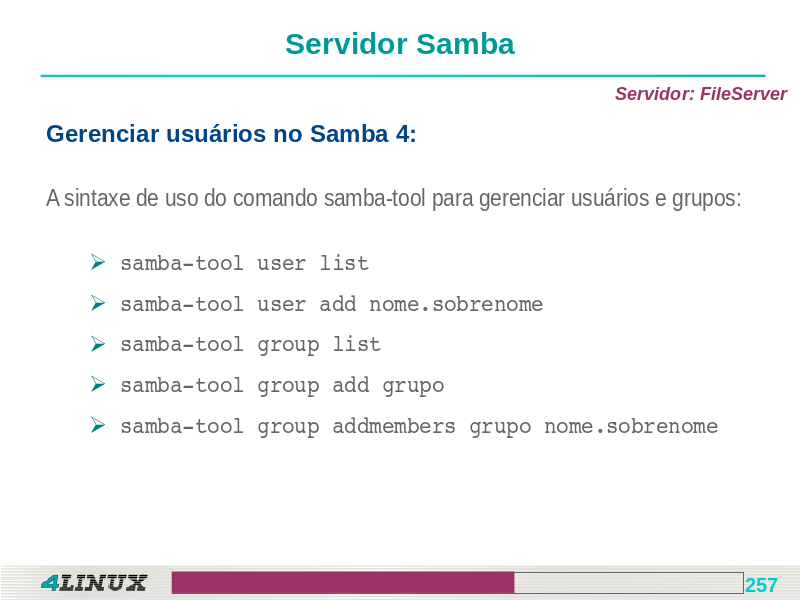 Servidor Samba
Servidor: FileServer
Gerenciar usuários no Samba 4:
A sintaxe de uso do comando samba-tool para gerenciar usuários e grupos:
samba-tool user list
samba-tool user add nome.sobrenome
samba-tool group list
samba-tool group add grupo
samba-tool group addmembers grupo nome.sobrenome
4LINUX
257